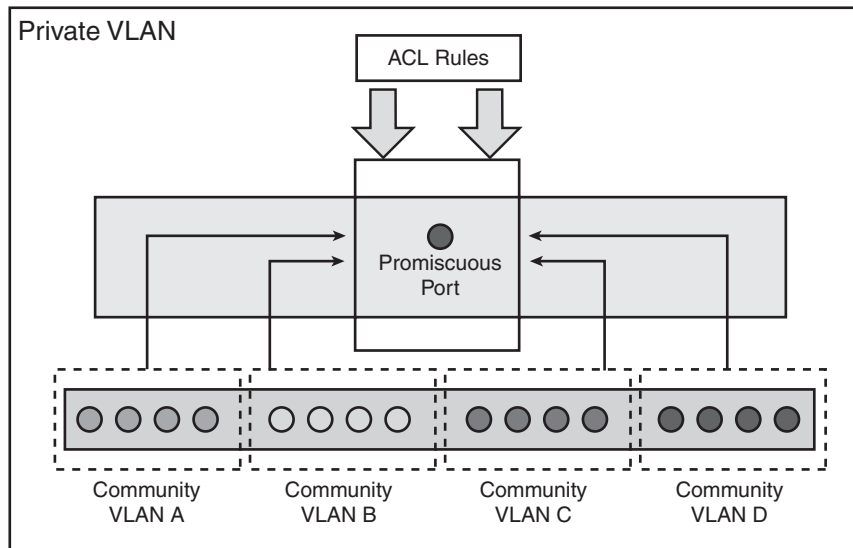 Private VLAN
ACL Rules
Promiscuous
Port
Community
VLAN A
Community
VLAN B
Community
VLAN C
Community
VLAN D